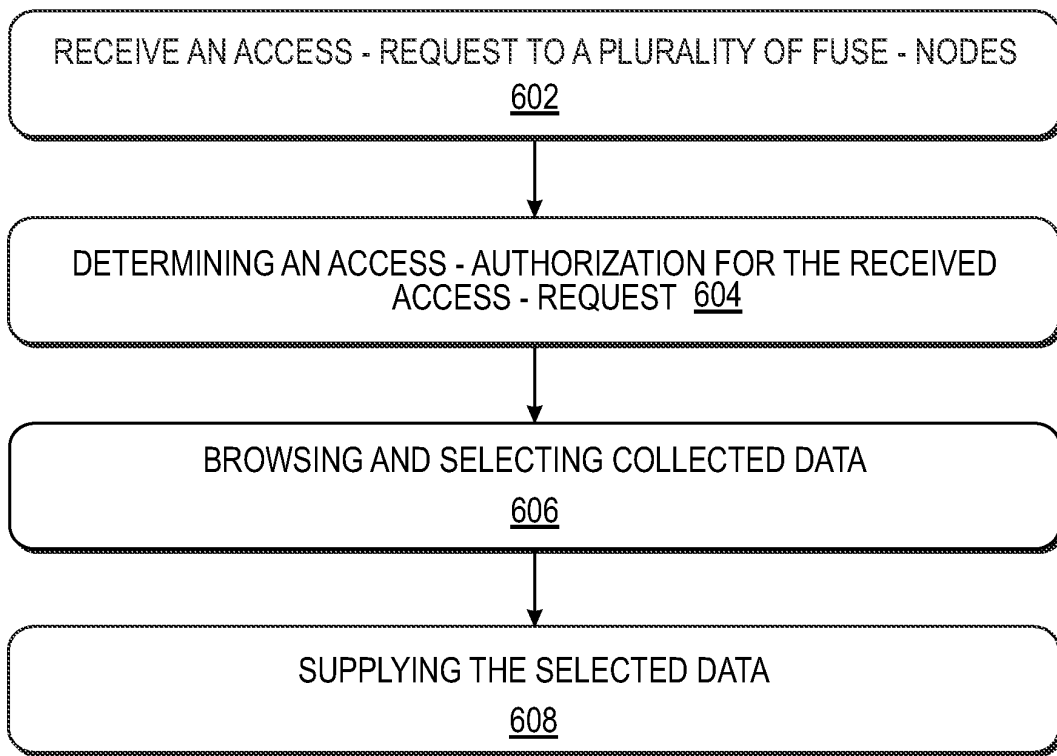 RECEIVE AN ACCESS - REQUEST TO A PLURALITY OF FUSE - NODES
602
DETERMINING AN ACCESS - AUTHORIZATION FOR THE RECEIVED
ACCESS - REQUEST 604
BROWSING AND SELECTING COLLECTED DATA
606
SUPPLYING THE SELECTED DATA
608